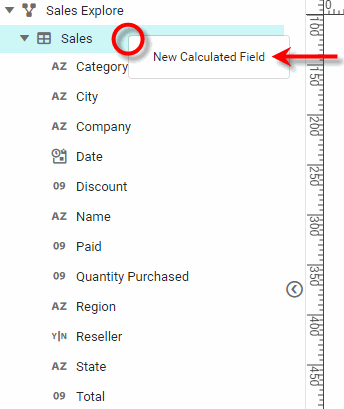 Sales Explore
Sales
New Calculated Field
AZ Category
AZ City
AZ Company
Date
09 Discount
AZ Name
09 Paid
09 Quantity Purchased
AZ Region
Y|N Reseller
AZ State
09 Total
0
100
150
200
250
300
350
400
450